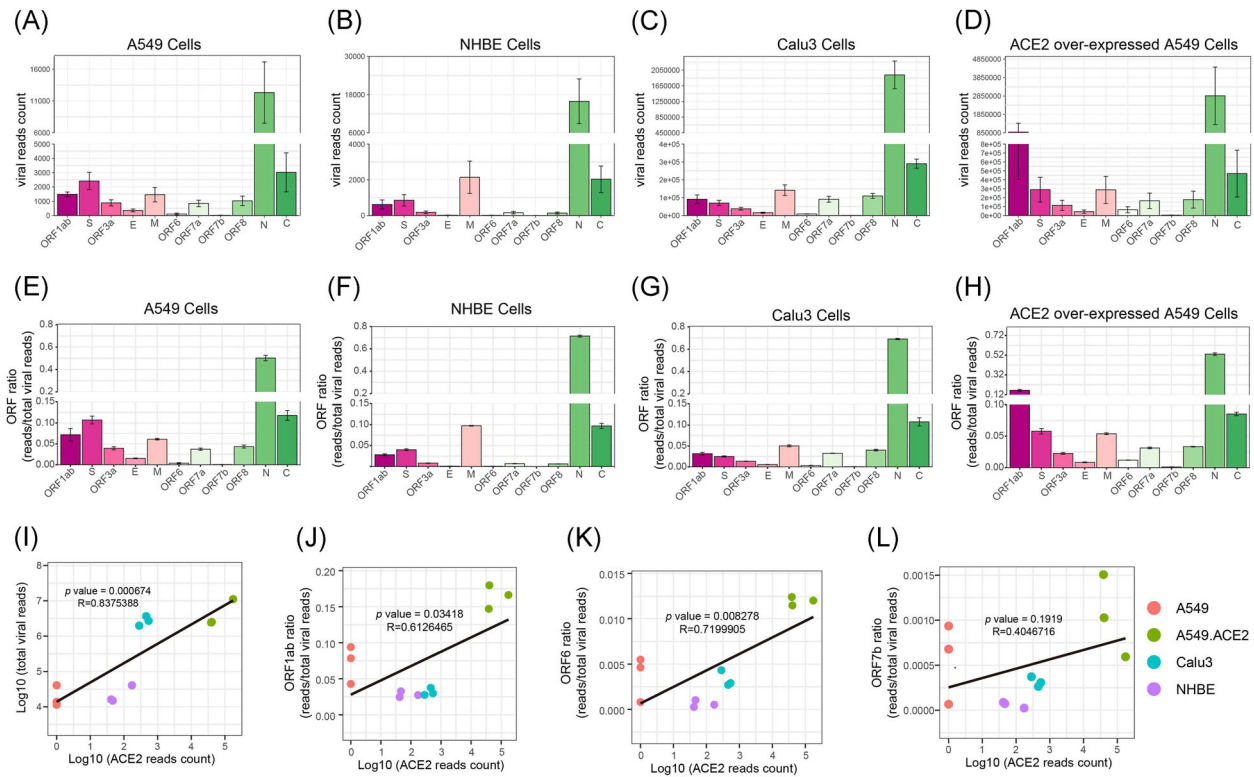 (A)
A549 Cells
viral reads count
16000
11000
6000
5000
4000
3000
2000
1000
0
ORF1ab S ORF3a E M ORF6 ORF7a ORF7b ORF8 N C
(B)
NHBE Cells
viral reads count
30000
18000
6000
4000
2000
0
ORF1ab S ORF3a E M ORF6 ORF7a ORF7b ORF8 N C
(C)
Calu3 Cells
viral reads count
2050000
1650000
1250000
850000
450000
4e+05
3e+05
2e+05
1e+05
0e+00
ORF1ab S ORF3a E M ORF6 ORF7a ORF7b ORF8 N C
(D)
ACE2 over-expressed A549 Cells
viral reads count
4850000
2850000
850000
8e+05
7e+05
6e+05
5e+05
4e+05
3e+05
2e+05
1e+05
0e+00
ORF1ab S ORF3a E M ORF6 ORF7a ORF7b ORF8 N C
(E)
A549 Cells
ORF ratio
(reads/total viral reads)
0.8
0.6
0.4
0.2
0.15
0.10
0.05
0.00
ORF1ab S ORF3a E M ORF6 ORF7a ORF7b ORF8 N C
(F)
NHBE Cells
ORF ratio
(reads/total viral reads)
0.8
0.6
0.4
0.2
0.15
0.10
0.05
0.00
ORF1ab S ORF3a E M ORF6 ORF7a ORF7b ORF8 N C
(G)
Calu3 Cells
ORF ratio
(reads/total viral reads)
0.8
0.6
0.4
0.2
0.15
0.10
0.05
0.00
ORF1ab S ORF3a E M ORF6 ORF7a ORF7b ORF8 N C
(H)
ACE2 over-expressed A549 Cells
ORF ratio
(reads/total viral reads)
0.72
0.52
0.32
0.12
0.10
0.05
0.00
ORF1ab S ORF3a E M ORF6 ORF7a ORF7b ORF8 N C
(I)
Log10 (total viral reads)
8
7
6
5
4
p value = 0.000674
R=0.8375388
0 1 2 3 4 5
Log10 (ACE2 reads count)
(J)
ORF1ab ratio
(reads/total viral reads)
0.20
0.15
0.10
0.05
0.00
p value = 0.03418
R=0.6126465
0 1 2 3 4 5
Log10 (ACE2 reads count)
(K)
ORF6 ratio
(reads/total viral reads)
0.015
0.010
0.005
0.000
p value = 0.008278
R=0.7199905
0 1 2 3 4 5
Log10 (ACE2 reads count)
(L)
ORF7b ratio
(reads/total viral reads)
0.0015
0.0010
0.0005
0.0000
p value = 0.1919
R=0.4046716
0 1 2 3 4 5
Log10 (ACE2 reads count)
A549
A549.ACE2
Calu3
NHBE